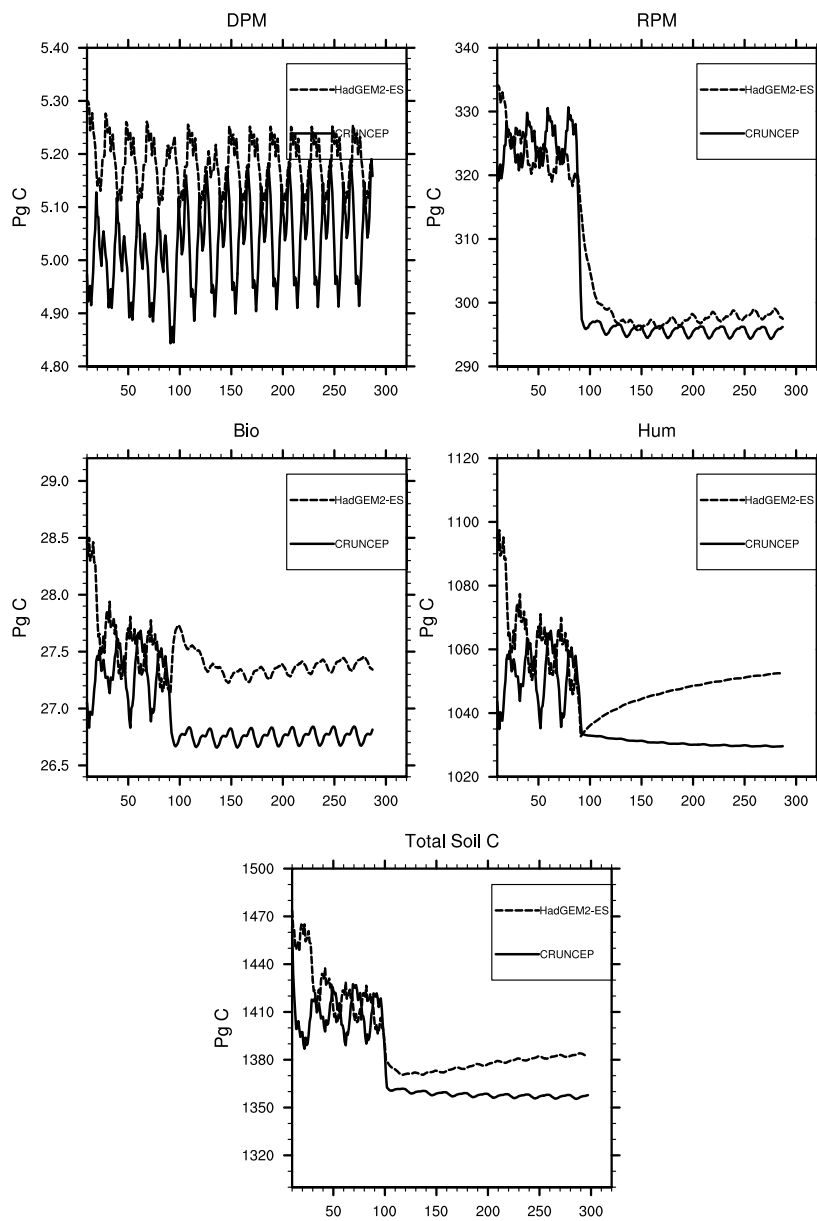 DPM
RPM
5.40
5.30
5.20
5.10
5.00
4.90
4.80
Pg C
HadGEM2-ES
CRUNCEP
50 100 150 200 250 300
340
330
320
310
300
290
Pg C
HadGEM2-ES
CRUNCEP
50 100 150 200 250 300
Bio
Hum
29.0
28.5
28.0
27.5
27.0
26.5
Pg C
HadGEM2-ES
CRUNCEP
50 100 150 200 250 300
1120
1100
1080
1060
1040
1020
Pg C
HadGEM2-ES
CRUNCEP
50 100 150 200 250 300
Total Soil C
1500
1470
1440
1410
1380
1350
1320
Pg C
HadGEM2-ES
CRUNCEP
50 100 150 200 250 300